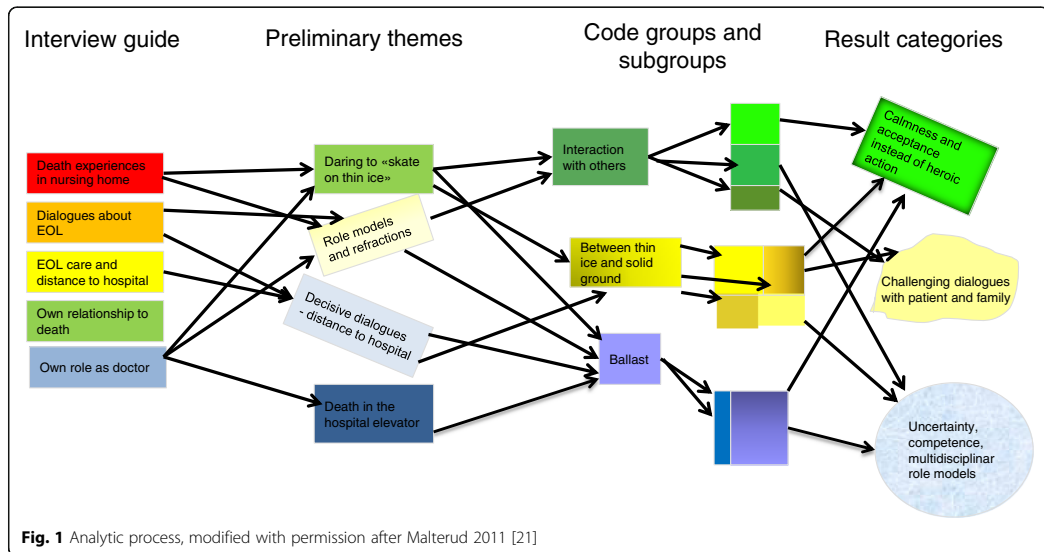 Interview guide
Preliminary themes
Code groups and
subgroups
Result categories
Death experiences
in nursing home
Dialogues about
EOL
EOL care and
distance to hospital
Own relationship to
death
Own role as doctor
Daring to «skate
on thin ice»
Role models
and refractions
Decisive dialogues
- distance to hospital
Death in the
hospital elevator
Interaction
with others
Between thin
ice and solid
ground
Ballast
Calmness and
acceptance
instead of heroic
action
Challenging dialogues
with patient and family
Uncertainty,
competence,
multidisciplinar
role models
Fig. 1 Analytic process, modified with permission after Malterud 2011 [21]